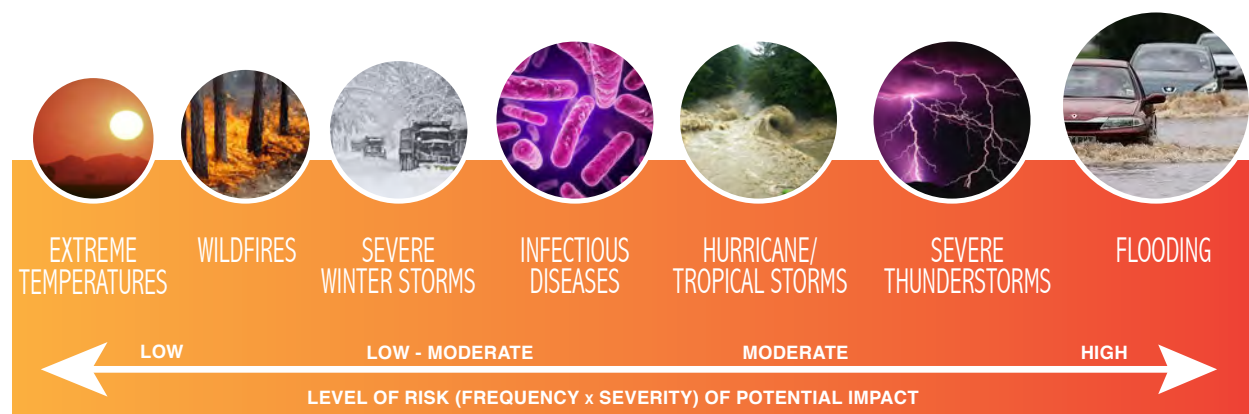 EXTREME
TEMPERATURES
WILDFIRES
SEVERE
WINTER STORMS
INFECTIOUS
DISEASES
HURRICANE/
TROPICAL STORMS
SEVERE
THUNDERSTORMS
FLOODING
LOW
LOW - MODERATE
MODERATE
HIGH
LEVEL OF RISK (FREQUENCY x SEVERITY) OF POTENTIAL IMPACT